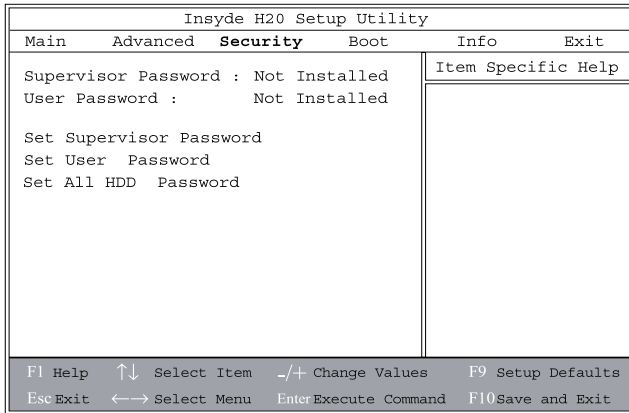 Insyde H20 Setup Utility
Main Advanced Security Boot Info Exit
Supervisor Password : Not Installed
User Password : Not Installed
Set Supervisor Password
Set User Password
Set All HDD Password
Item Specific Help
F1 Help ↑↓ Select Item -/+ Change Values F9 Setup Defaults
Esc Exit ←→ Select Menu Enter Execute Command F10 Save and Exit